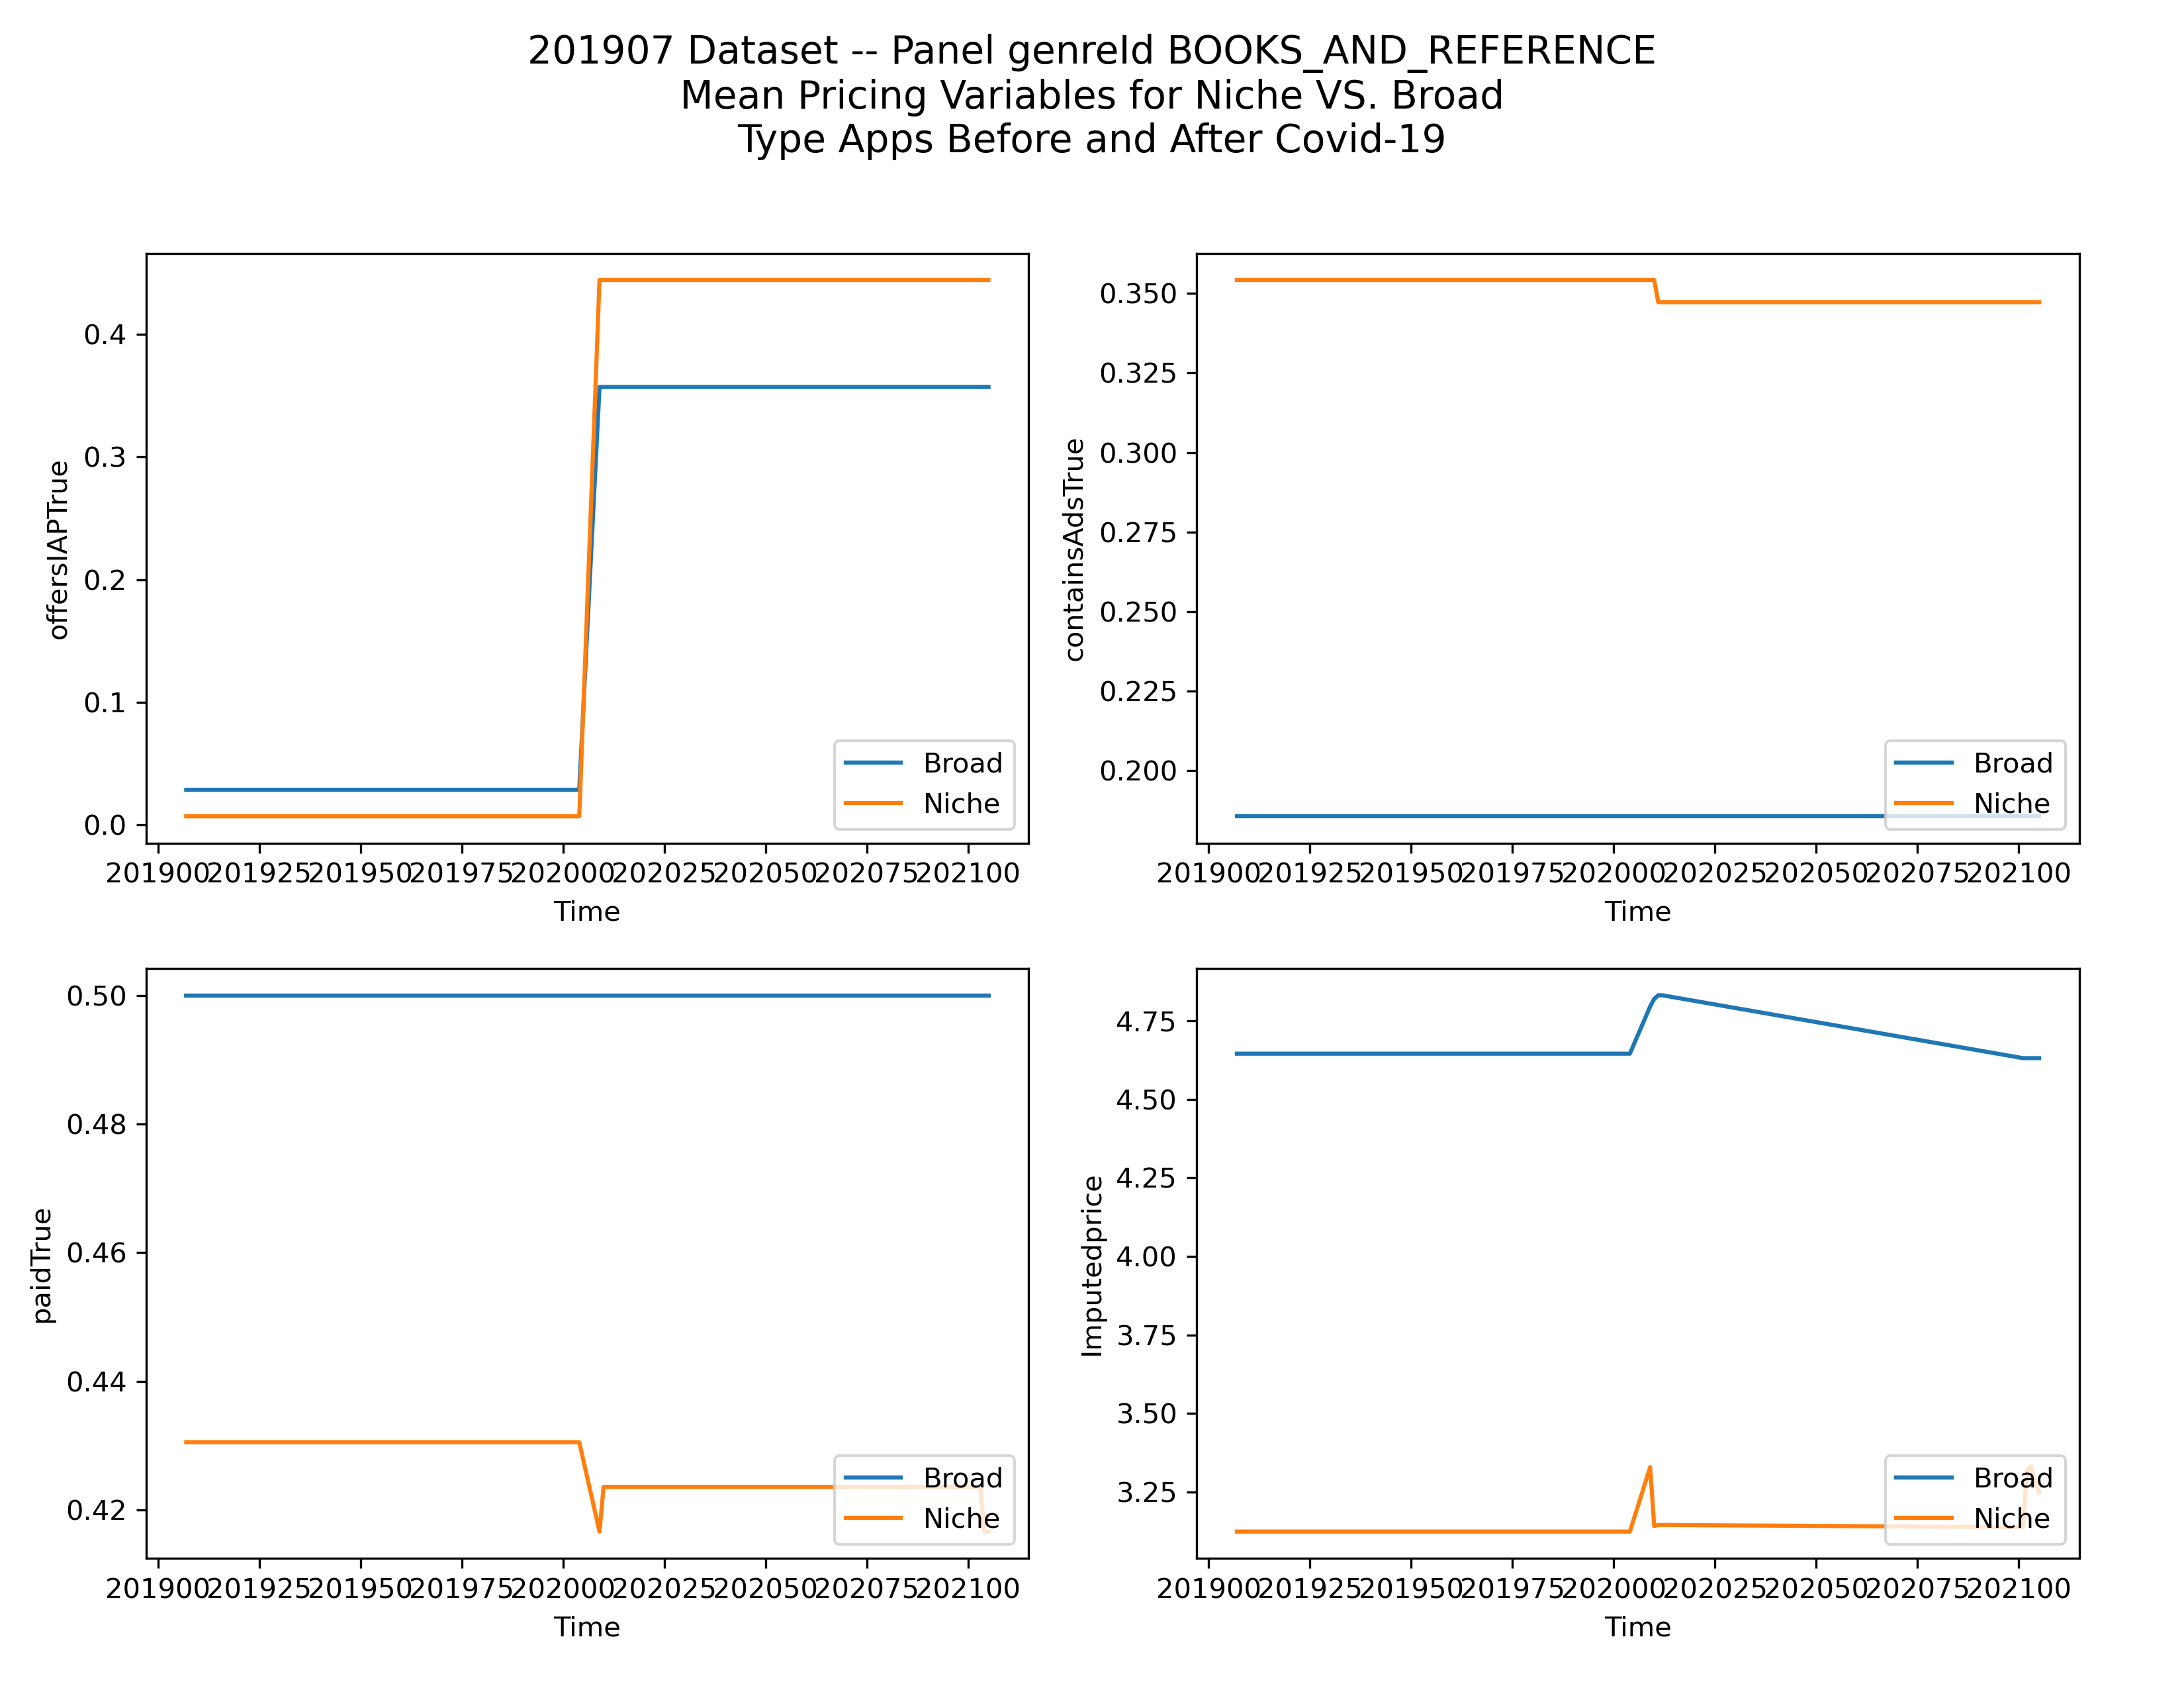 201907 Dataset -- Panel genreId BOOKS_AND_REFERENCE
Mean Pricing Variables for Niche VS. Broad
Type Apps Before and After Covid-19
offersIAPTrue
0.4
0.3
0.2
0.1
0.0
Broad
Niche
201900 201925 201950 201975 202000 202025 202050 202075 202100
Time
containsAdsTrue
0.350
0.325
0.300
0.275
0.250
0.225
0.200
Broad
Niche
201900 201925 201950 201975 202000 202025 202050 202075 202100
Time
paidTrue
0.50
0.48
0.46
0.44
0.42
Broad
Niche
201900 201925 201950 201975 202000 202025 202050 202075 202100
Time
Imputedprice
4.75
4.50
4.25
4.00
3.75
3.50
3.25
Broad
Niche
201900 201925 201950 201975 202000 202025 202050 202075 202100
Time